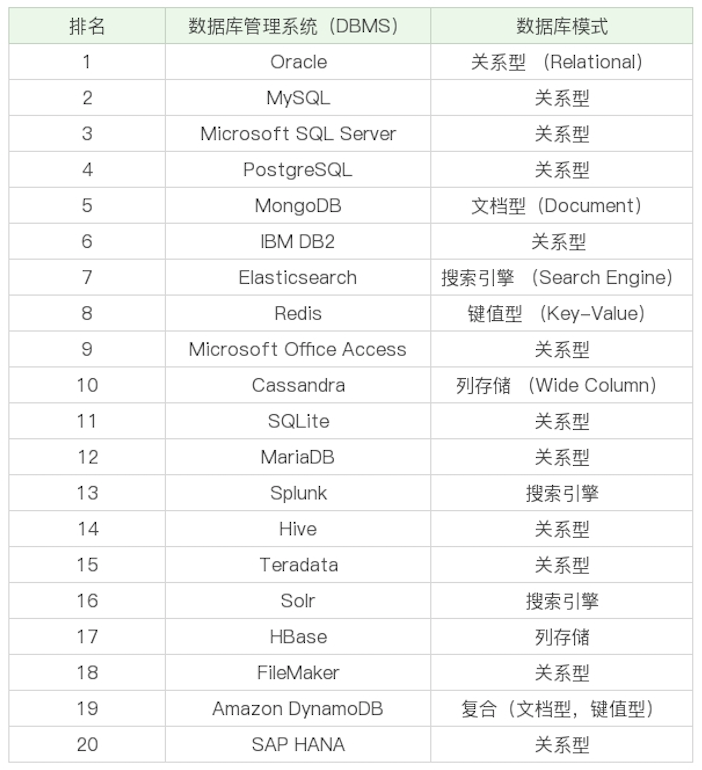 排名 数据库管理系统（DBMS） 数据库模式
1 Oracle 关系型 （Relational）
2 MySQL 关系型
3 Microsoft SQL Server 关系型
4 PostgreSQL 关系型
5 MongoDB 文档型（Document）
6 IBM DB2 关系型
7 Elasticsearch 搜索引擎 （Search Engine）
8 Redis 键值型 （Key-Value）
9 Microsoft Office Access 关系型
10 Cassandra 列存储 （Wide Column）
11 SQLite 关系型
12 MariaDB 关系型
13 Splunk 搜索引擎
14 Hive 关系型
15 Teradata 关系型
16 Solr 搜索引擎
17 HBase 列存储
18 FileMaker 关系型
19 Amazon DynamoDB 复合（文档型，键值型）
20 SAP HANA 关系型